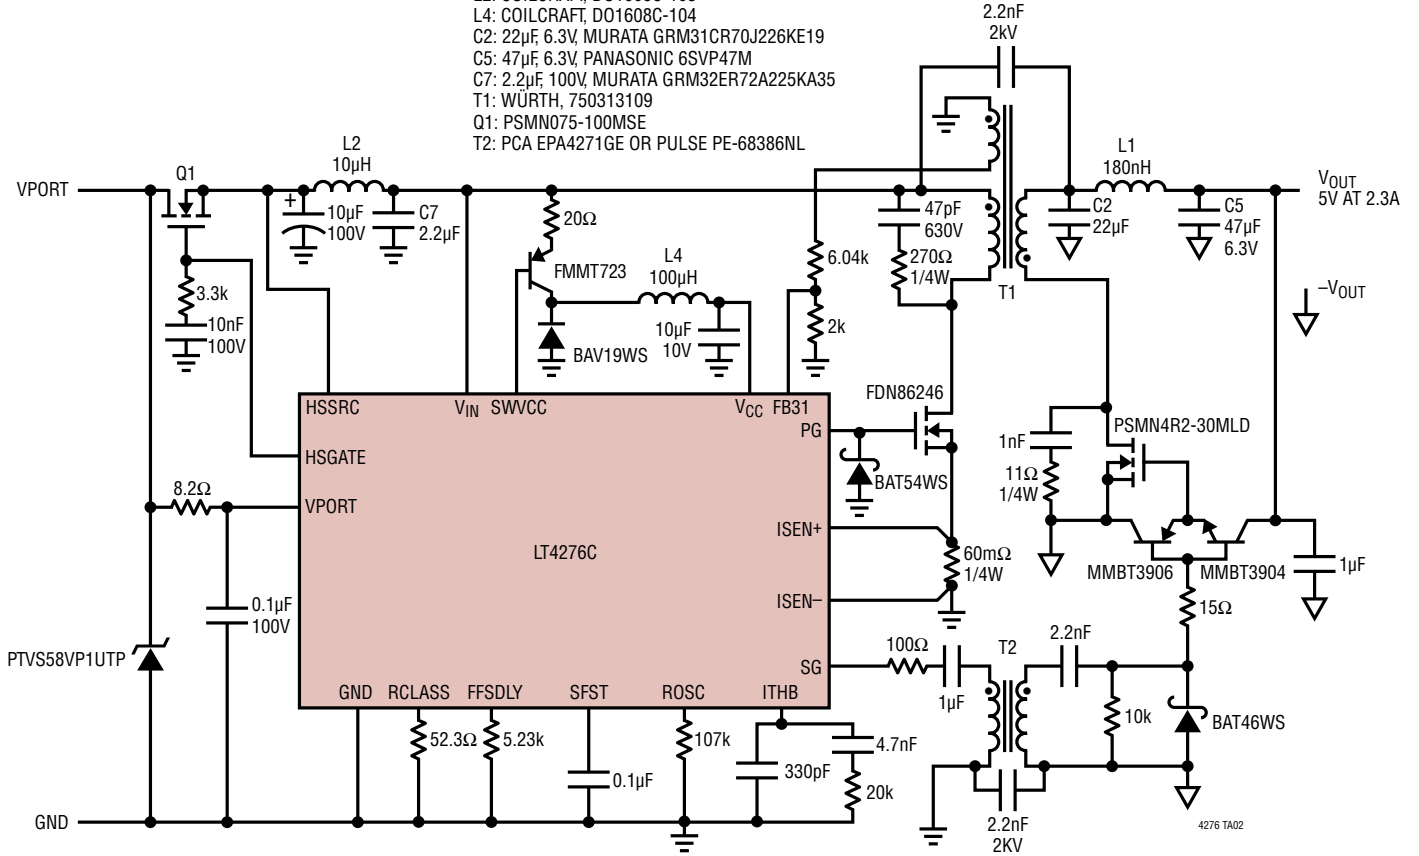 L4: COILCRAFT, DO1608C-104
C2: 22µF, 6.3V, MURATA GRM31CR70J226KE19
C5: 47µF, 6.3V, PANASONIC 6SVP47M
C7: 2.2µF, 100V, MURATA GRM32ER72A225KA35
T1: WÜRTH, 750313109
Q1: PSMN075-100MSE
T2: PCA EPA4271GE OR PULSE PE-68386NL
2.2nF
2kV
VPORT
Q1
L2
10µH
+
10µF
100V
C7
2.2µF
20Ω
FMMT723
L4
100µH
10µF
10V
BAV19WS
6.04k
2k
47pF
630V
270Ω
1/4W
T1
L1
180nH
C2
22µF
C5
47µF
6.3V
VOUT
5V AT 2.3A
–VOUT
3.3k
10nF
100V
HSSRC
VIN
SWVCC
VCC
FB31
PG
HSGATE
VPORT
LT4276C
ISEN+
ISEN–
SG
GND
RCLASS
FFSDLY
SFST
ROSC
ITHB
FDN86246
BAT54WS
60mΩ
1/4W
1nF
11Ω
1/4W
PSMN4R2-30MLD
MMBT3906
MMBT3904
1µF
15Ω
8.2Ω
0.1µF
100V
PTVS58VP1UTP
100Ω
1µF
T2
2.2nF
10k
BAT46WS
52.3Ω
5.23k
0.1µF
107k
330pF
4.7nF
20k
2.2nF
2KV
GND
4276 TA02